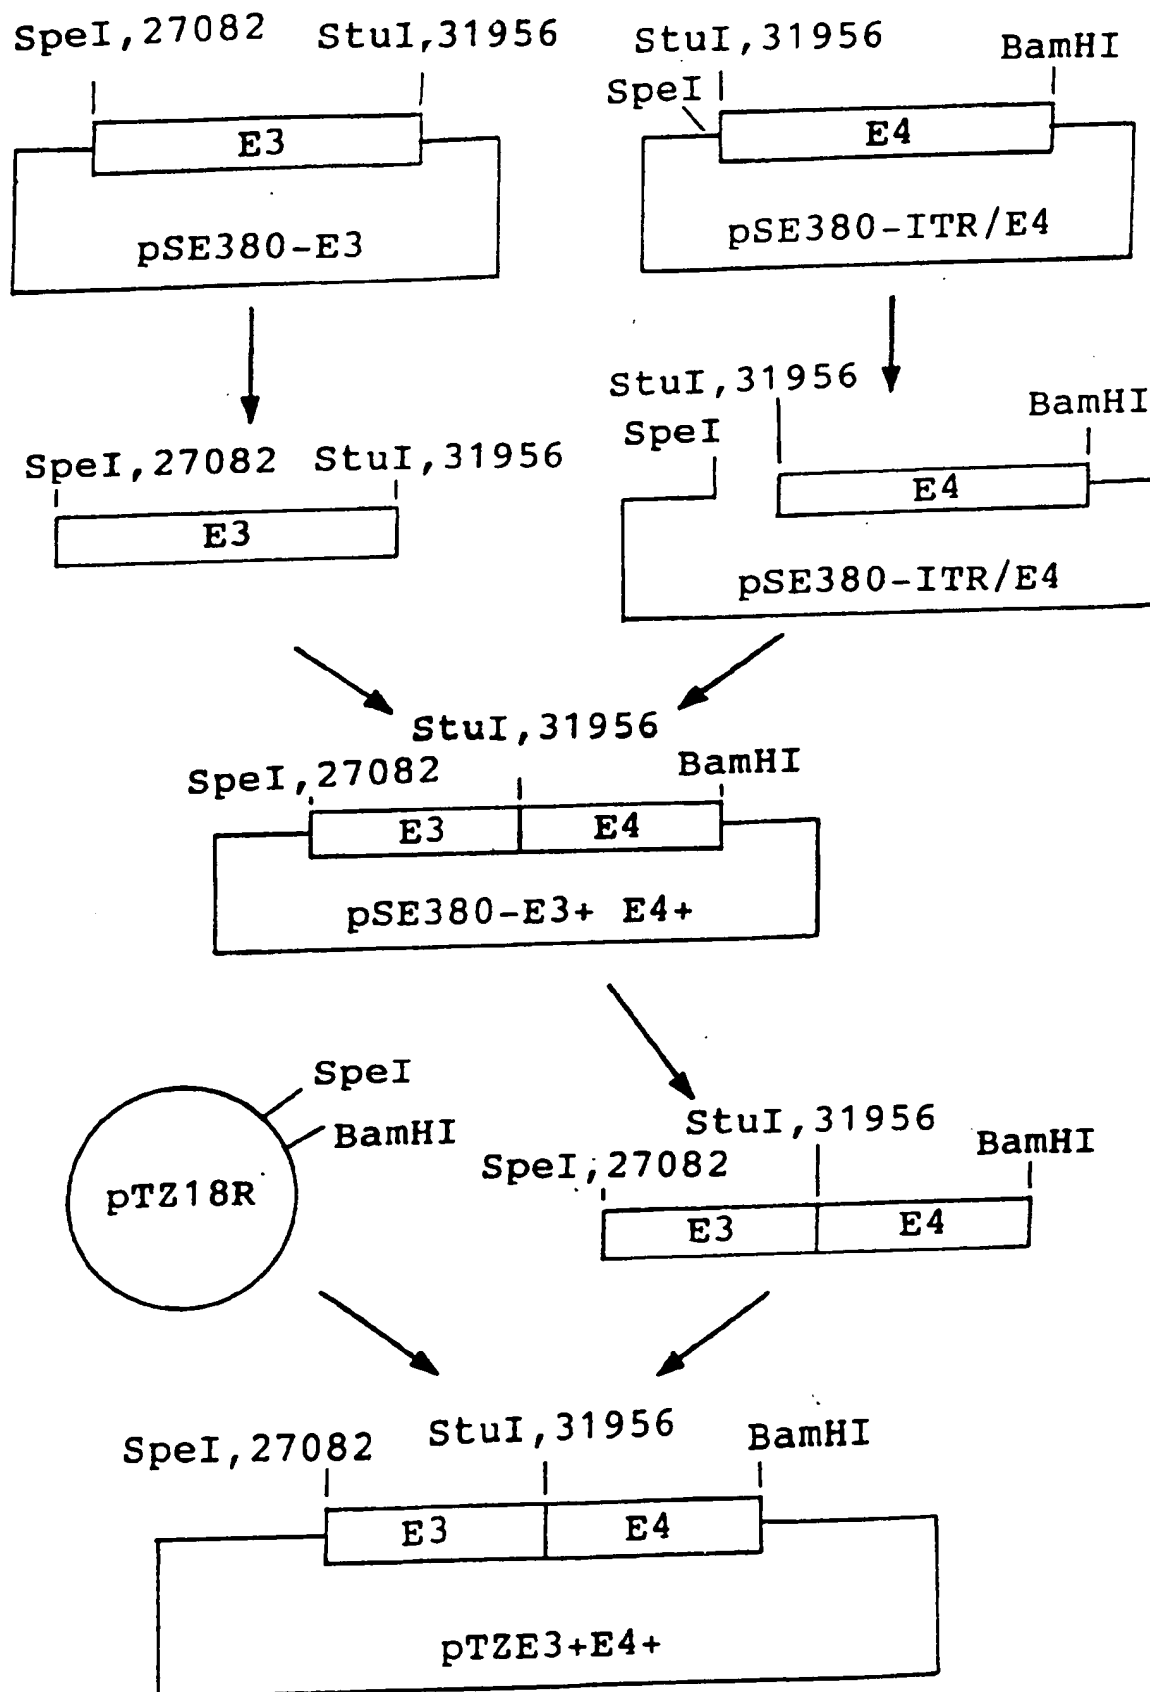 SpeI,27082 StuI,31956
E3
pSE380-E3
StuI,31956 BamHI
SpeI
E4
pSE380-ITR/E4
SpeI,27082 StuI,31956
E3
StuI,31956
BamHI
SpeI
E4
pSE380-ITR/E4
StuI,31956
SpeI,27082 BamHI
E3 E4
pSE380-E3+ E4+
SpeI
BamHI
pTZ18R
StuI,31956
SpeI,27082 BamHI
E3 E4
SpeI,27082 StuI,31956 BamHI
E3 E4
pTZE3+E4+